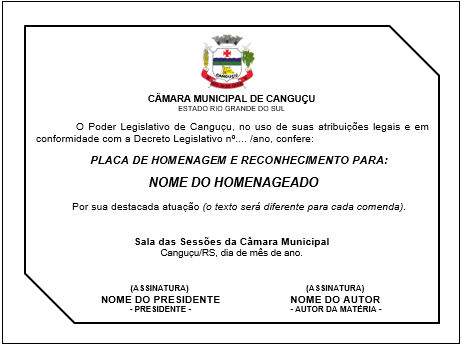 CANGUÇU
CÂMARA MUNICIPAL DE CANGUÇU
ESTADO RIO GRANDE DO SUL
O Poder Legislativo de Canguçu, no uso de suas atribuições legais e em
conformidade com a Decreto Legislativo nº.... /ano, confere:
PLACA DE HOMENAGEM E RECONHECIMENTO PARA:
NOME DO HOMENAGEADO
Por sua destacada atuação (o texto será diferente para cada comenda).
Sala das Sessões da Câmara Municipal
Canguçu/RS, dia de mês de ano.
(ASSINATURA) (ASSINATURA)
NOME DO PRESIDENTE NOME DO AUTOR
- PRESIDENTE - - AUTOR DA MATÉRIA -